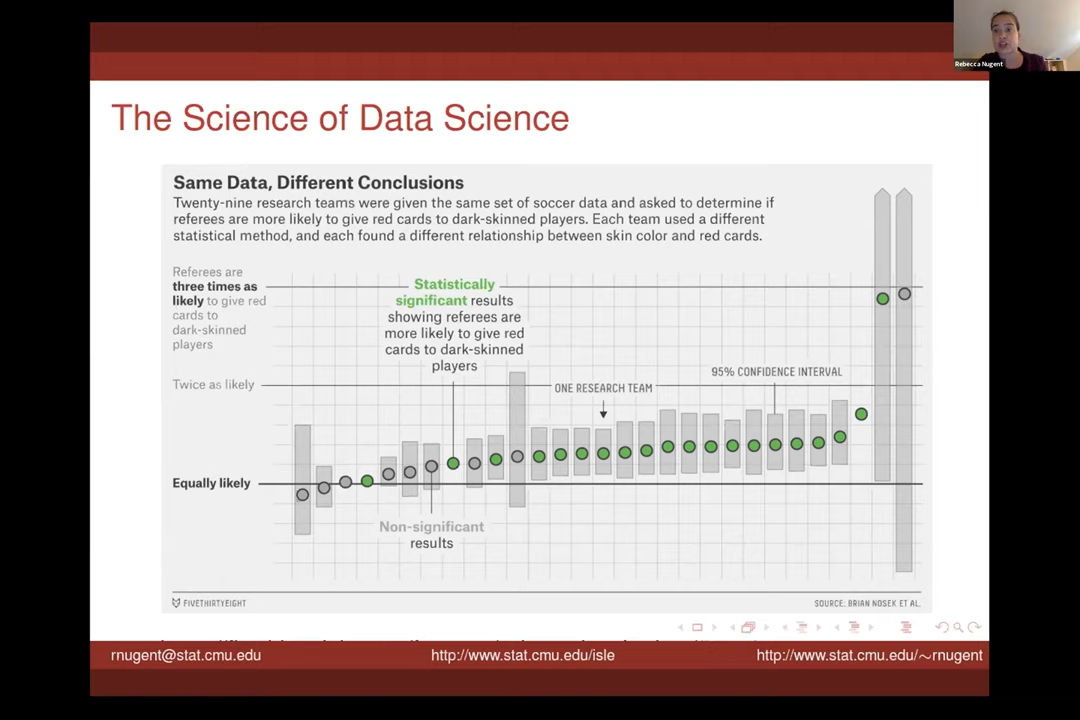 Rebecca Nugent
The Science of Data Science
Same Data, Different Conclusions
Twenty-nine research teams were given the same set of soccer data and asked to determine if
referees are more likely to give red cards to dark-skinned players. Each team used a different
statistical method, and each found a different relationship between skin color and red cards.
Referees are
three times as
likely to give red
cards to
dark-skinned
players
Statistically
significant results
showing referees are
more likely to give red
cards to dark-skinned
players
Twice as likely
ONE RESEARCH TEAM
95% CONFIDENCE INTERVAL
Equally likely
Non-significant
results
FIVETHIRTYEIGHT
SOURCE: BRIAN NOSEK ET AL.
rnugent@stat.cmu.edu
http://www.stat.cmu.edu/isle
http://www.stat.cmu.edu/~rnugent